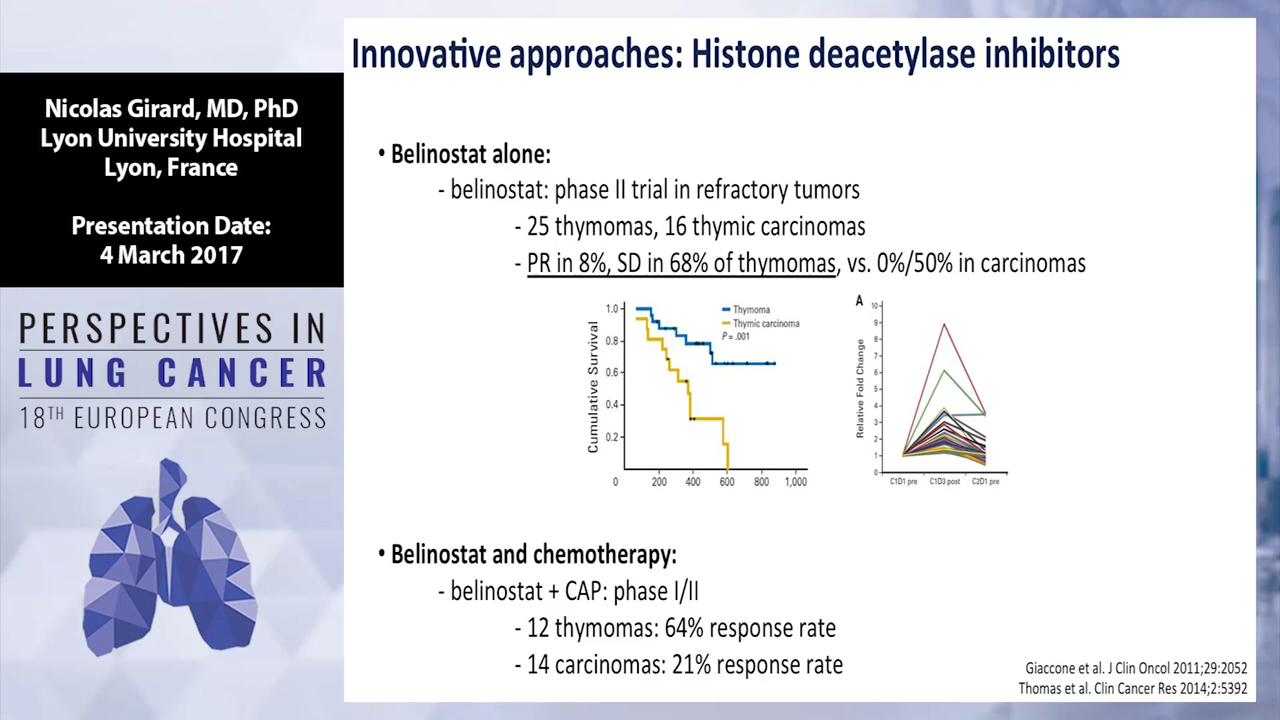 Innovative approaches: Histone deacetylase inhibitors
Nicolas Girard, MD, PhD
Lyon University Hospital
Lyon, France
Presentation Date:
4 March 2017
PERSPECTIVES IN
LUNG CANCER
18TH EUROPEAN CONGRESS
• Belinostat alone:
- belinostat: phase II trial in refractory tumors
- 25 thymomas, 16 thymic carcinomas
- PR in 8%, SD in 68% of thymomas, vs. 0%/50% in carcinomas
Cumulative Survival
1.0
0.8
0.6
0.4
0.2
0
200
400
600
800
1,000
Thymoma
Thymic carcinoma
P = .001
A
Relative Fold Change
10
9
8
7
6
5
4
3
2
1
0
C1D1 pre
C1D3 post
C2D1 pre
• Belinostat and chemotherapy:
- belinostat + CAP: phase I/II
- 12 thymomas: 64% response rate
- 14 carcinomas: 21% response rate
Giaccone et al. J Clin Oncol 2011;29:2052
Thomas et al. Clin Cancer Res 2014;2:5392